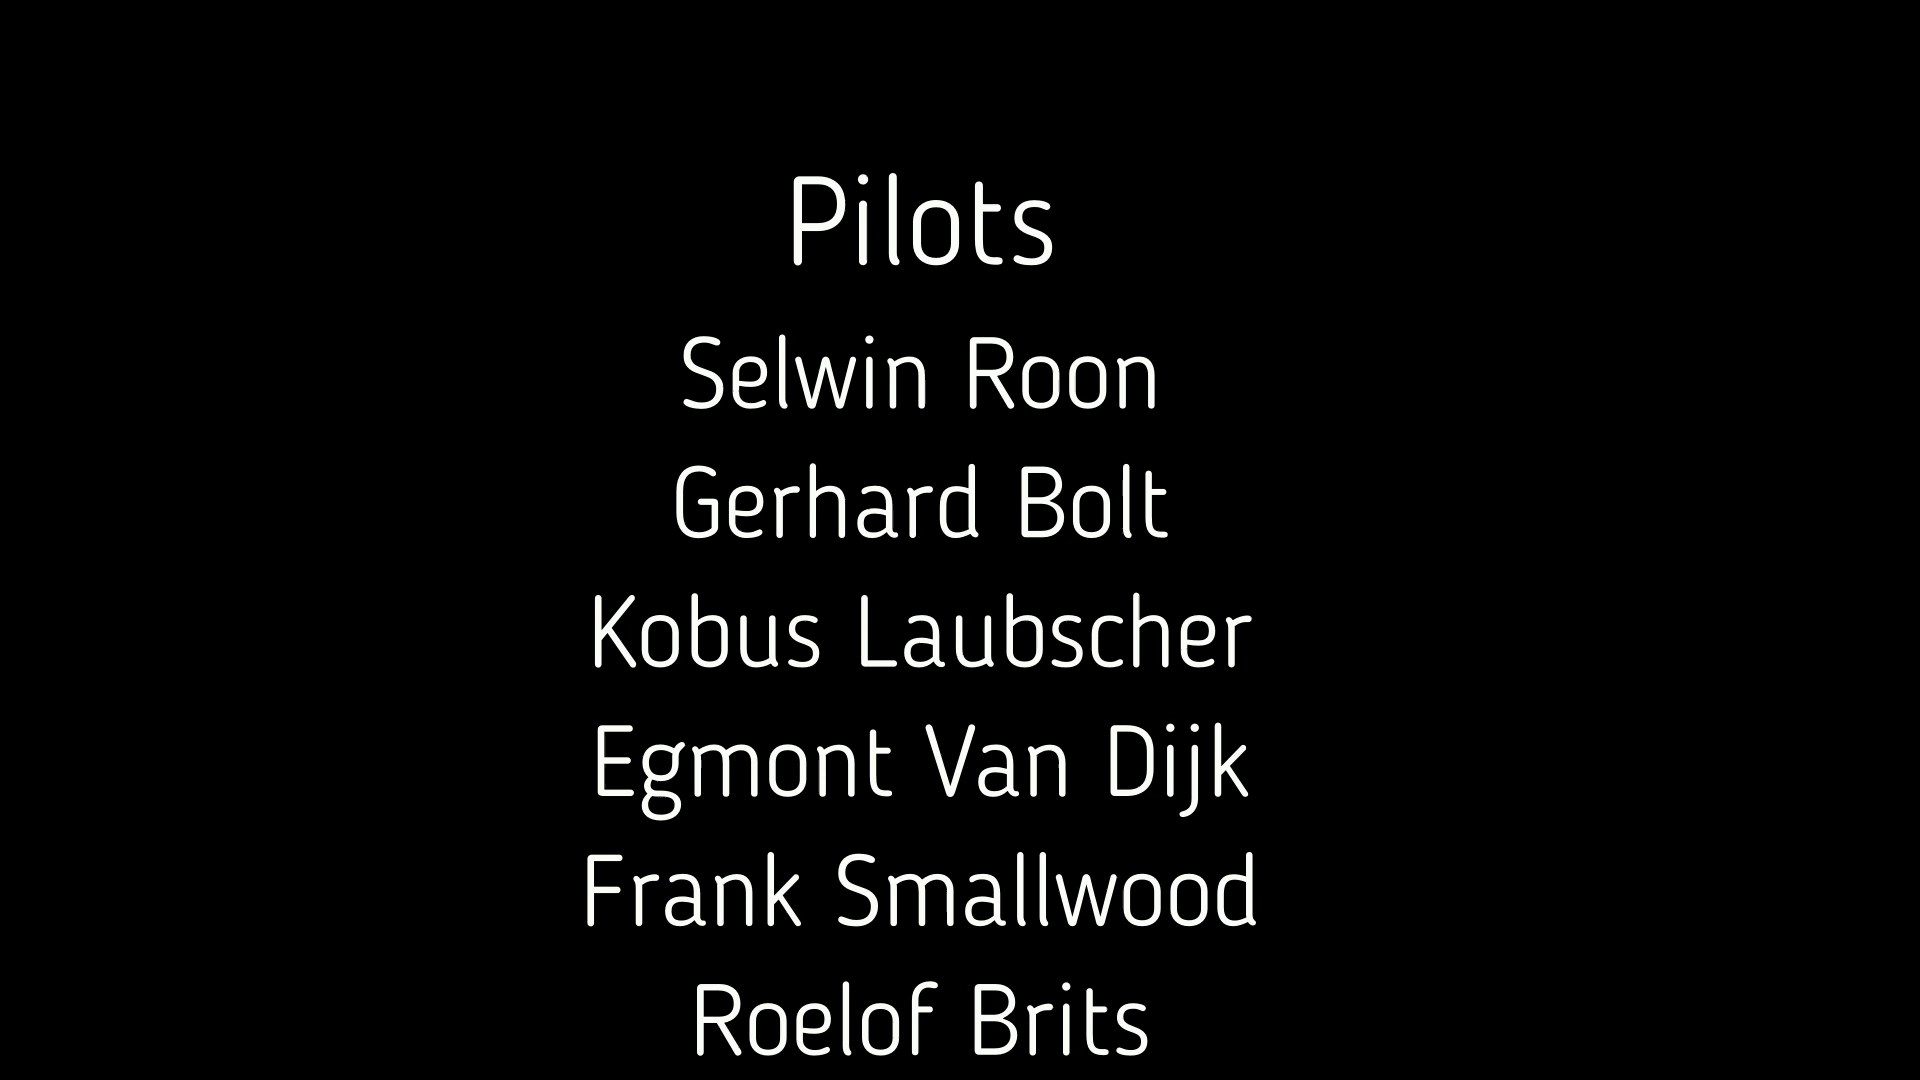 Pilots
Selwin Roon
Gerhard Bolt
Kobus Laubscher
Egmont Van Dijk
Frank Smallwood
Roelof Brits